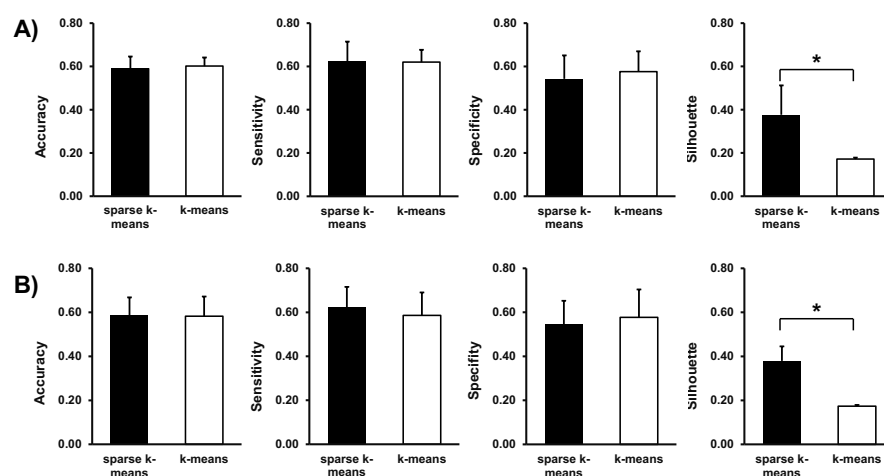 A)
Accuracy
0.80
0.60
0.40
0.20
0.00
sparse k-
means
k-means
Sensitivity
0.80
0.60
0.40
0.20
0.00
sparse k-
means
k-means
Specificity
0.80
0.60
0.40
0.20
0.00
sparse k-
means
k-means
Silhouette
0.80
0.60
0.40
0.20
0.00
*
sparse k-
means
k-means
B)
Accuracy
0.80
0.60
0.40
0.20
0.00
sparse k-
means
k-means
Sensitivity
0.80
0.60
0.40
0.20
0.00
sparse k-
means
k-means
Specifity
0.80
0.60
0.40
0.20
0.00
sparse k-
means
k-means
Silhouette
0.80
0.60
0.40
0.20
0.00
*
sparse k-
means
k-means